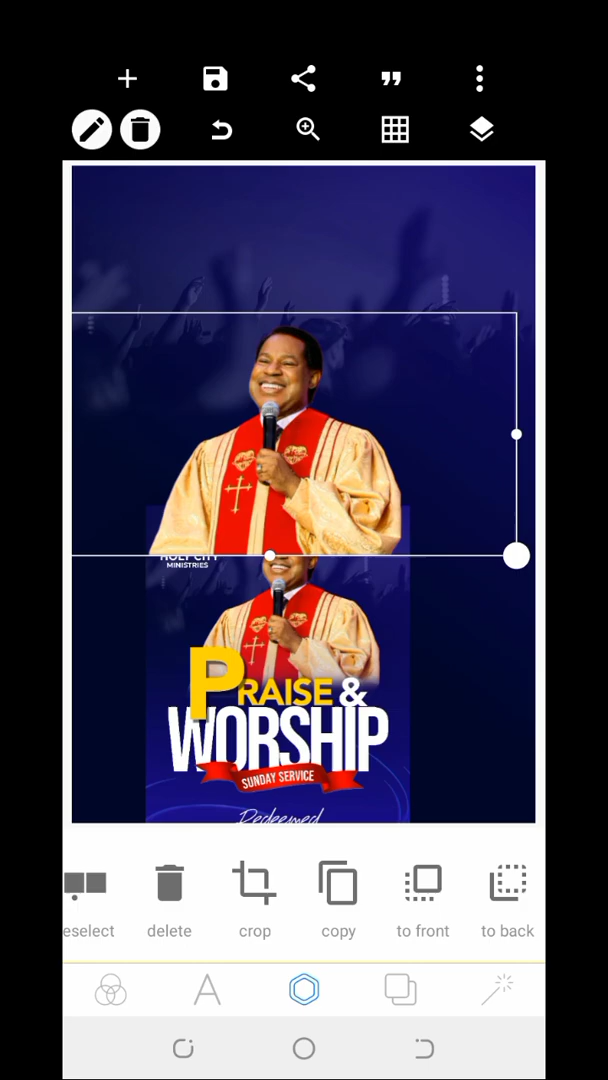 HOLY CITY
MINISTRIES
PRAISE &
WORSHIP
SUNDAY SERVICE
Redeemed
eselect
delete
crop
copy
to front
to back